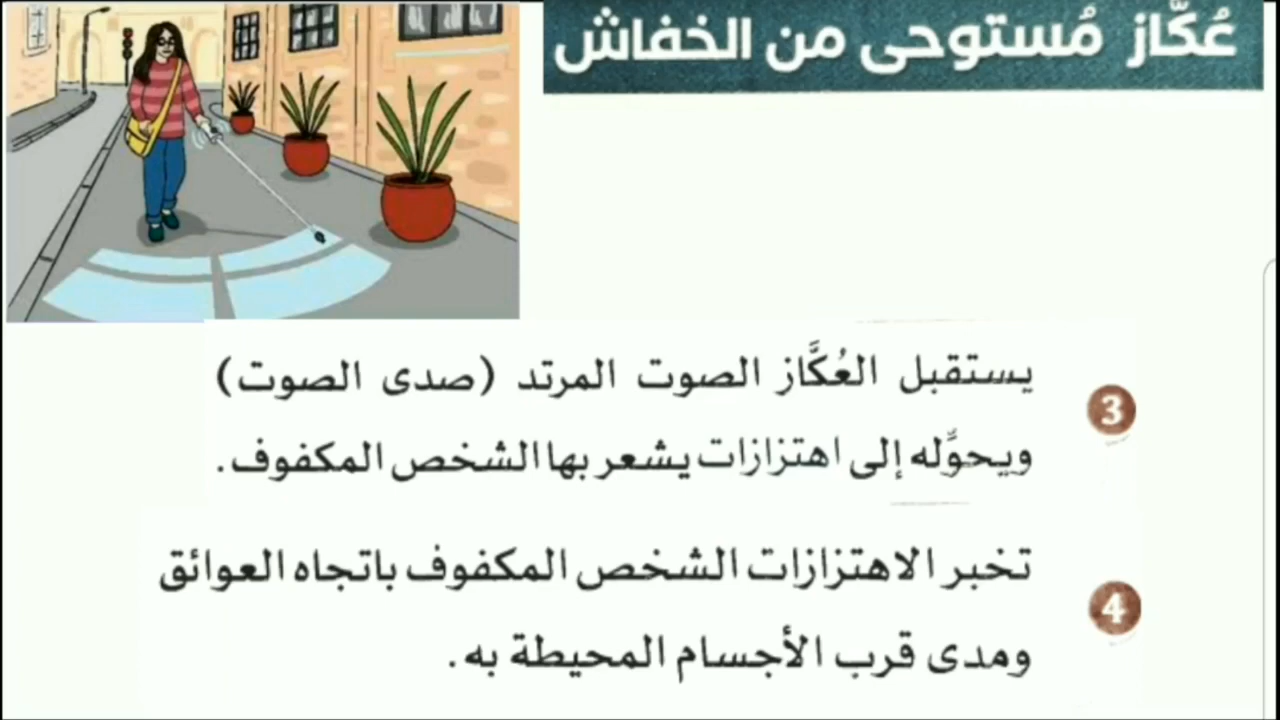 عُكَّاز مُستوحى من الخفاش
3
يستقبل العُكَّاز الصوت المرتد (صدى الصوت)
ويحوَّله إلى اهتزازات يشعر بها الشخص المكفوف.
4
تخبر الاهتزازات الشخص المكفوف باتجاه العوائق
ومدى قرب الأجسام المحيطة به.